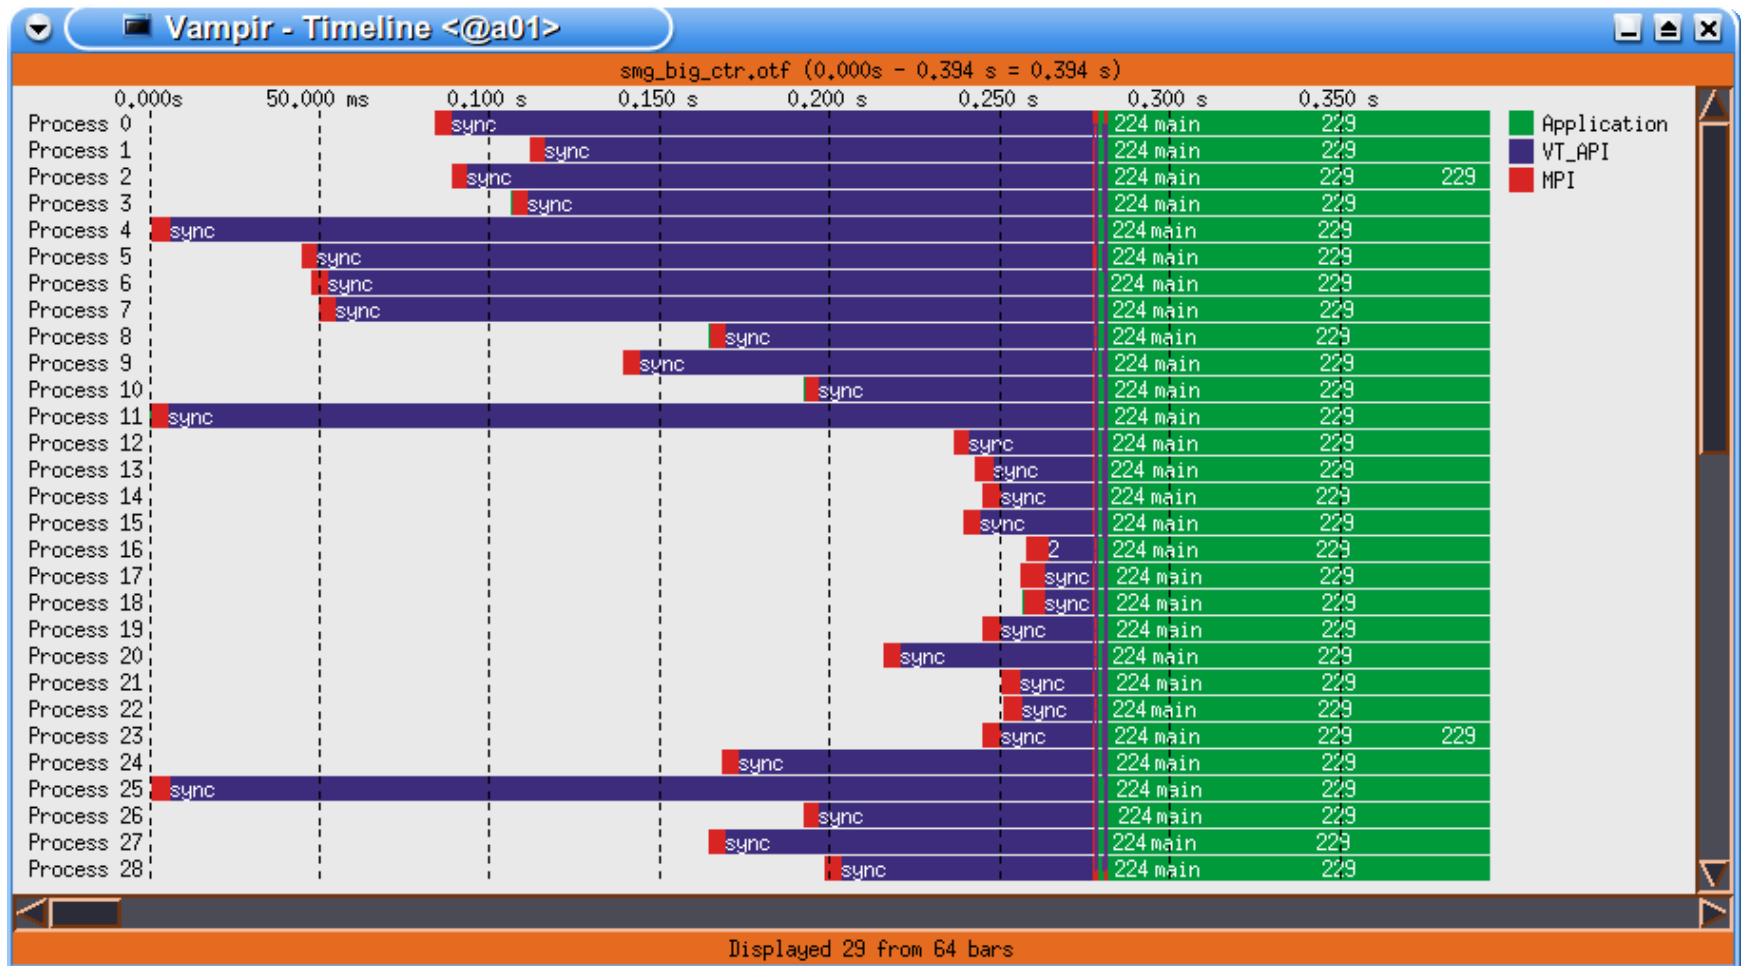 Vampir - Timeline <@a01>
smg_big_ctr.otf (0.000s - 0.394 s = 0.394 s)
0.000s 50.000 ms 0.100 s 0.150 s 0.200 s 0.250 s 0.300 s 0.350 s
Process 0 sync 224 main 229 Application
Process 1 sync 224 main 229 VT_API
Process 2 sync 224 main 229 229 MPI
Process 3 sync 224 main 229
Process 4 sync 224 main 229
Process 5 sync 224 main 229
Process 6 sync 224 main 229
Process 7 sync 224 main 229
Process 8 sync 224 main 229
Process 9 sync 224 main 229
Process 10 sync 224 main 229
Process 11 sync 224 main 229
Process 12 sync 224 main 229
Process 13 sync 224 main 229
Process 14 sync 224 main 229
Process 15 sync 224 main 229
Process 16 2 224 main 229
Process 17 sync 224 main 229
Process 18 sync 224 main 229
Process 19 sync 224 main 229
Process 20 sync 224 main 229
Process 21 sync 224 main 229
Process 22 sync 224 main 229
Process 23 sync 224 main 229 229
Process 24 sync 224 main 229
Process 25 sync 224 main 229
Process 26 sync 224 main 229
Process 27 sync 224 main 229
Process 28 sync 224 main 229
Displayed 29 from 64 bars